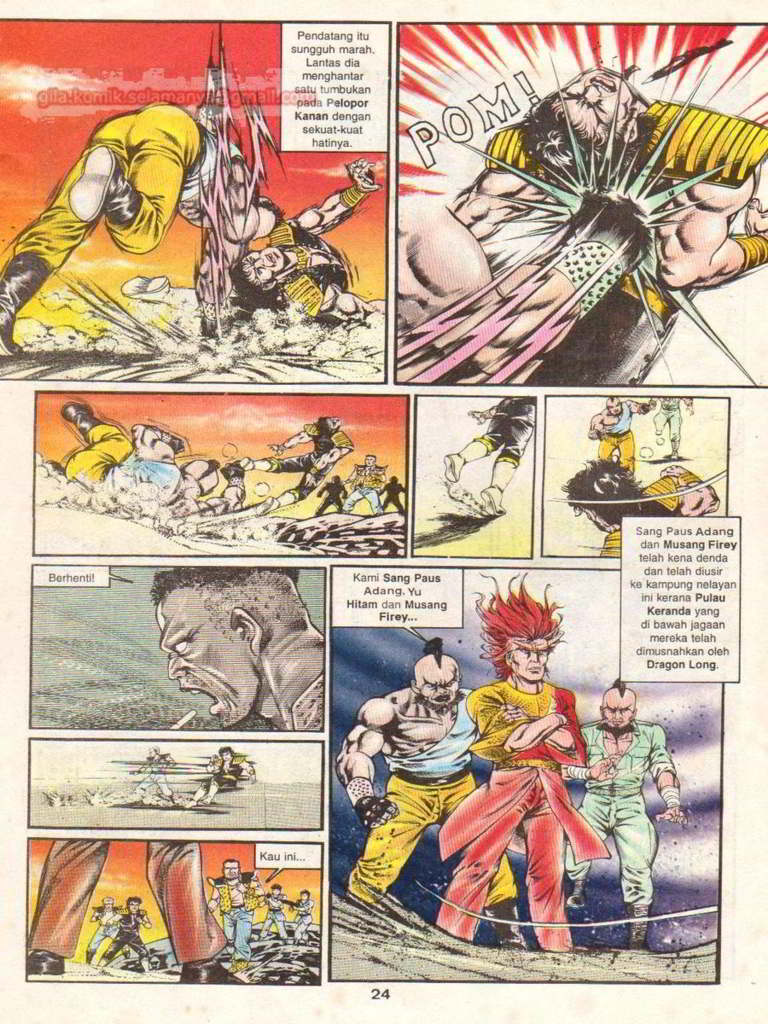 Pendatang itu
sungguh marah.
Lantas dia
menghantar
satu tumbukan
pada Pelopor
Kanan dengan
sekuat-kuat
hatinya.
POM!
Sang Paus Adang
dan Musang Firey
telah kena denda
dan telah diusir
ke kampung nelayan
ini kerana Pulau
Keranda yang
di bawah jagaan
mereka telah
dimusnahkan oleh
Dragon Long.
Berhenti!
Kami Sang Paus
Adang. Yu
Hitam dan Musang
Firey...
Kau ini...
24